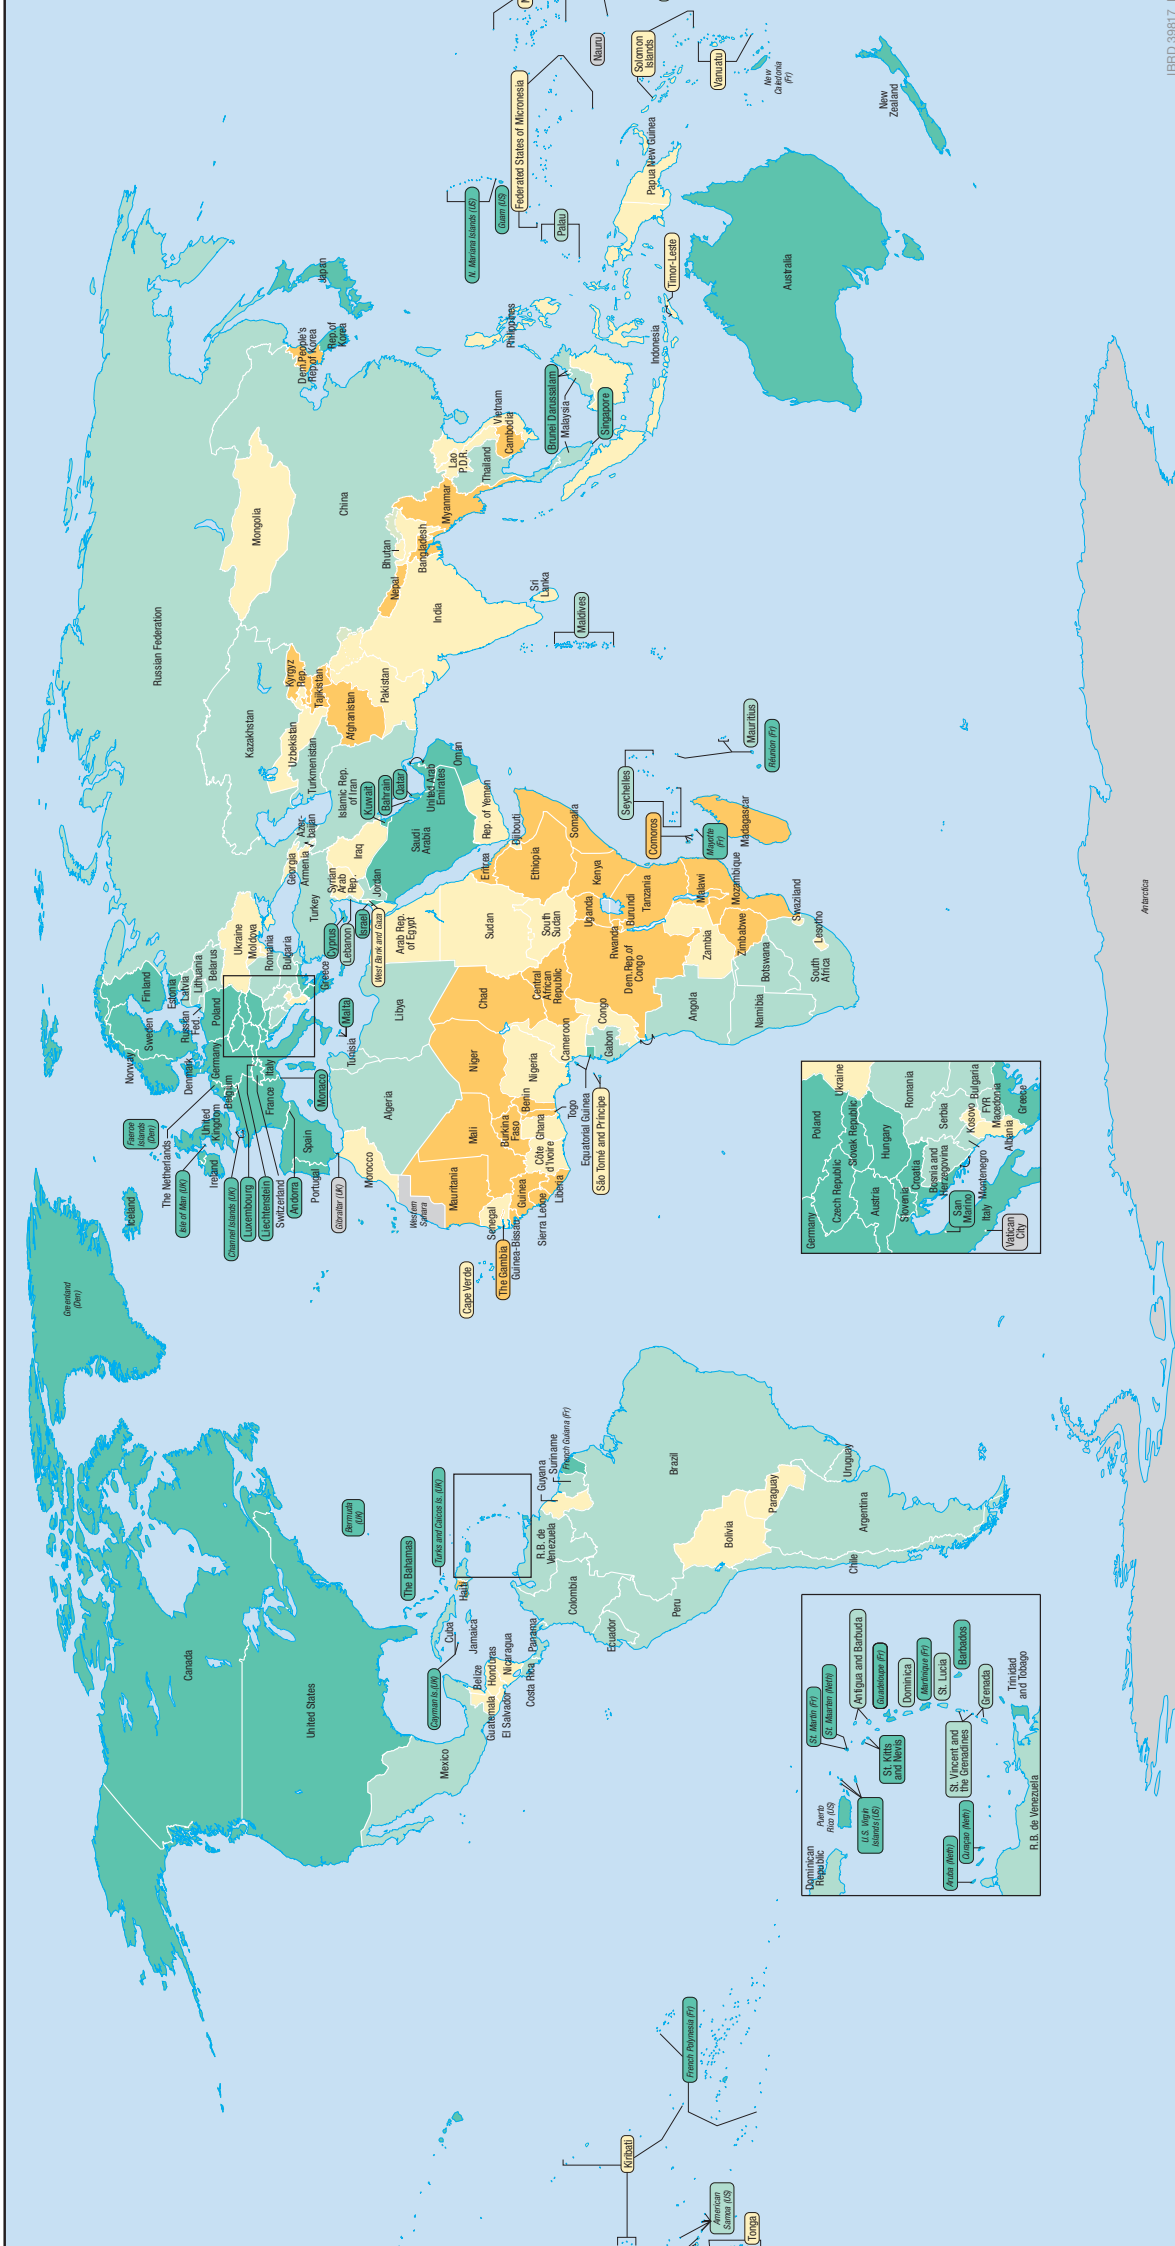 IBRD 39817
Greenland
(Den)
Iceland
Faeroe
Islands
(Den)
Norway
Sweden
Finland
Russian Federation
Canada
United States
Isle of Man (UK)
The Netherlands
Denmark
Estonia
Latvia
Lithuania
Russian
Fed.
Ireland
United
Kingdom
Germany
Poland
Belarus
Channel Islands (UK)
Belgium
Luxembourg
Ukraine
Liechtenstein
Moldova
Switzerland
France
Italy
Romania
Andorra
Bulgaria
Portugal
Spain
Monaco
Greece
Gibraltar (UK)
Malta
Turkey
Georgia
Armenia
Azer-
baijan
Kazakhstan
Uzbekistan
Turkmenistan
Kyrgyz
Rep.
Tajikistan
Mongolia
China
Dem.People's
Rep.of Korea
Rep.of
Korea
Japan
Cyprus
Lebanon
Israel
West Bank and Gaza
Syrian
Arab
Rep.
Iraq
Jordan
Islamic Rep.
of Iran
Kuwait
Bahrain
Qatar
Saudi
Arabia
United Arab
Emirates
Oman
Rep. of Yemen
Afghanistan
Pakistan
India
Nepal
Bhutan
Bangladesh
Myanmar
Sri
Lanka
Maldives
Lao
P.D.R.
Thailand
Vietnam
Cambodia
Philippines
Brunei Darussalam
Malaysia
Singapore
Indonesia
Timor-Leste
Papua New Guinea
N. Mariana Islands (US)
Guam (US)
Federated States of Micronesia
Palau
Nauru
Solomon
Islands
Vanuatu
New
Caledonia
(Fr)
Australia
New
Zealand
Morocco
Tunisia
Algeria
Libya
Arab Rep.
of Egypt
Western
Sahara
Mauritania
Mali
Niger
Chad
Sudan
Eritrea
Djibouti
Cape Verde
Senegal
The Gambia
Guinea-Bissau
Guinea
Sierra Leone
Liberia
Côte
d'Ivoire
Burkina
Faso
Ghana
Togo
Benin
Nigeria
Cameroon
Central
African
Republic
South
Sudan
Ethiopia
Somalia
Equatorial Guinea
São Tomé and Príncipe
Gabon
Congo
Dem.Rep.of
Congo
Uganda
Rwanda
Burundi
Kenya
Tanzania
Angola
Zambia
Malawi
Mozambique
Zimbabwe
Namibia
Botswana
South
Africa
Swaziland
Lesotho
Madagascar
Comoros
Mayotte
(Fr)
Seychelles
Mauritius
Réunion (Fr)
Bermuda
(UK)
The Bahamas
Turks and Caicos Is. (UK)
Mexico
Cayman Is.(UK)
Cuba
Haiti
Jamaica
Belize
Guatemala
Honduras
El Salvador
Nicaragua
Costa Rica
Panama
R.B. de
Venezuela
Guyana
Suriname
French Guiana (Fr)
Colombia
Ecuador
Peru
Brazil
Bolivia
Paraguay
Chile
Argentina
Uruguay
Kiribati
French Polynesia (Fr)
American
Samoa (US)
Tonga
Dominican
Republic
Puerto
Rico (US)
U.S. Virgin
Islands (US)
St. Martin (Fr)
St. Maarten (Neth)
St. Kitts
and Nevis
Antigua and Barbuda
Guadeloupe (Fr)
Dominica
Martinique (Fr)
St. Lucia
Barbados
St. Vincent and
the Grenadines
Grenada
Trinidad
and Tobago
Aruba (Neth)
Curaçao (Neth)
R.B. de Venezuela
Germany
Poland
Czech Republic
Ukraine
Slovak Republic
Austria
Hungary
Slovenia
Croatia
Romania
Bosnia and
Herzegovina
Serbia
San
Marino
Italy
Montenegro
Kosovo
Bulgaria
FYR
Macedonia
Albania
Greece
Vatican
City
Antarctica